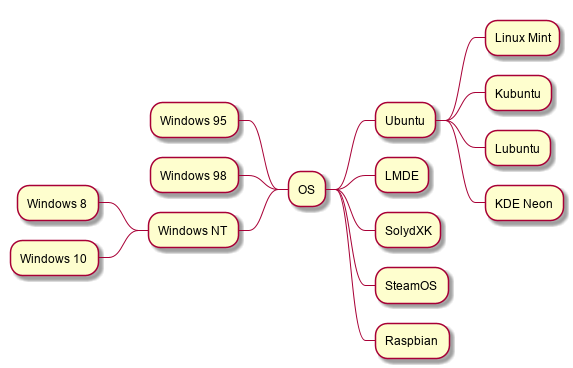 OS
Ubuntu
Linux Mint
Kubuntu
Lubuntu
KDE Neon
LMDE
SolydXK
SteamOS
Raspbian
Windows 95
Windows 98
Windows NT
Windows 8
Windows 10